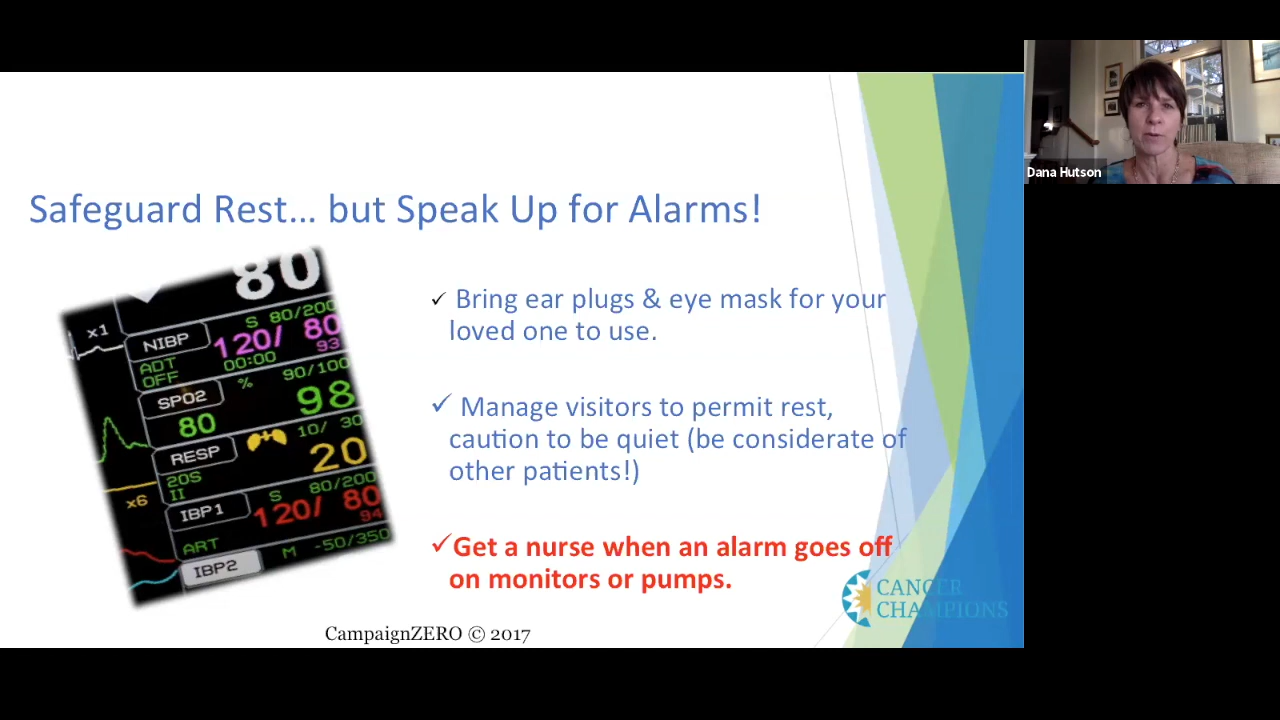 Dana Hutson
Safeguard Rest... but Speak Up for Alarms!
80
x1
NIBP
S 80/200
120/ 80
93
ADT
OFF
00:00
SPO2
%
90/100
80
98
RESP
10/ 30
20S
II
20
x6
IBP1
S 80/200
120/ 80
94
ART
M -50/350
IBP2
✓ Bring ear plugs & eye mask for your
loved one to use.
✓ Manage visitors to permit rest,
caution to be quiet (be considerate of
other patients!)
✓Get a nurse when an alarm goes off
on monitors or pumps.
CANCER
CHAMPIONS
CampaignZERO © 2017